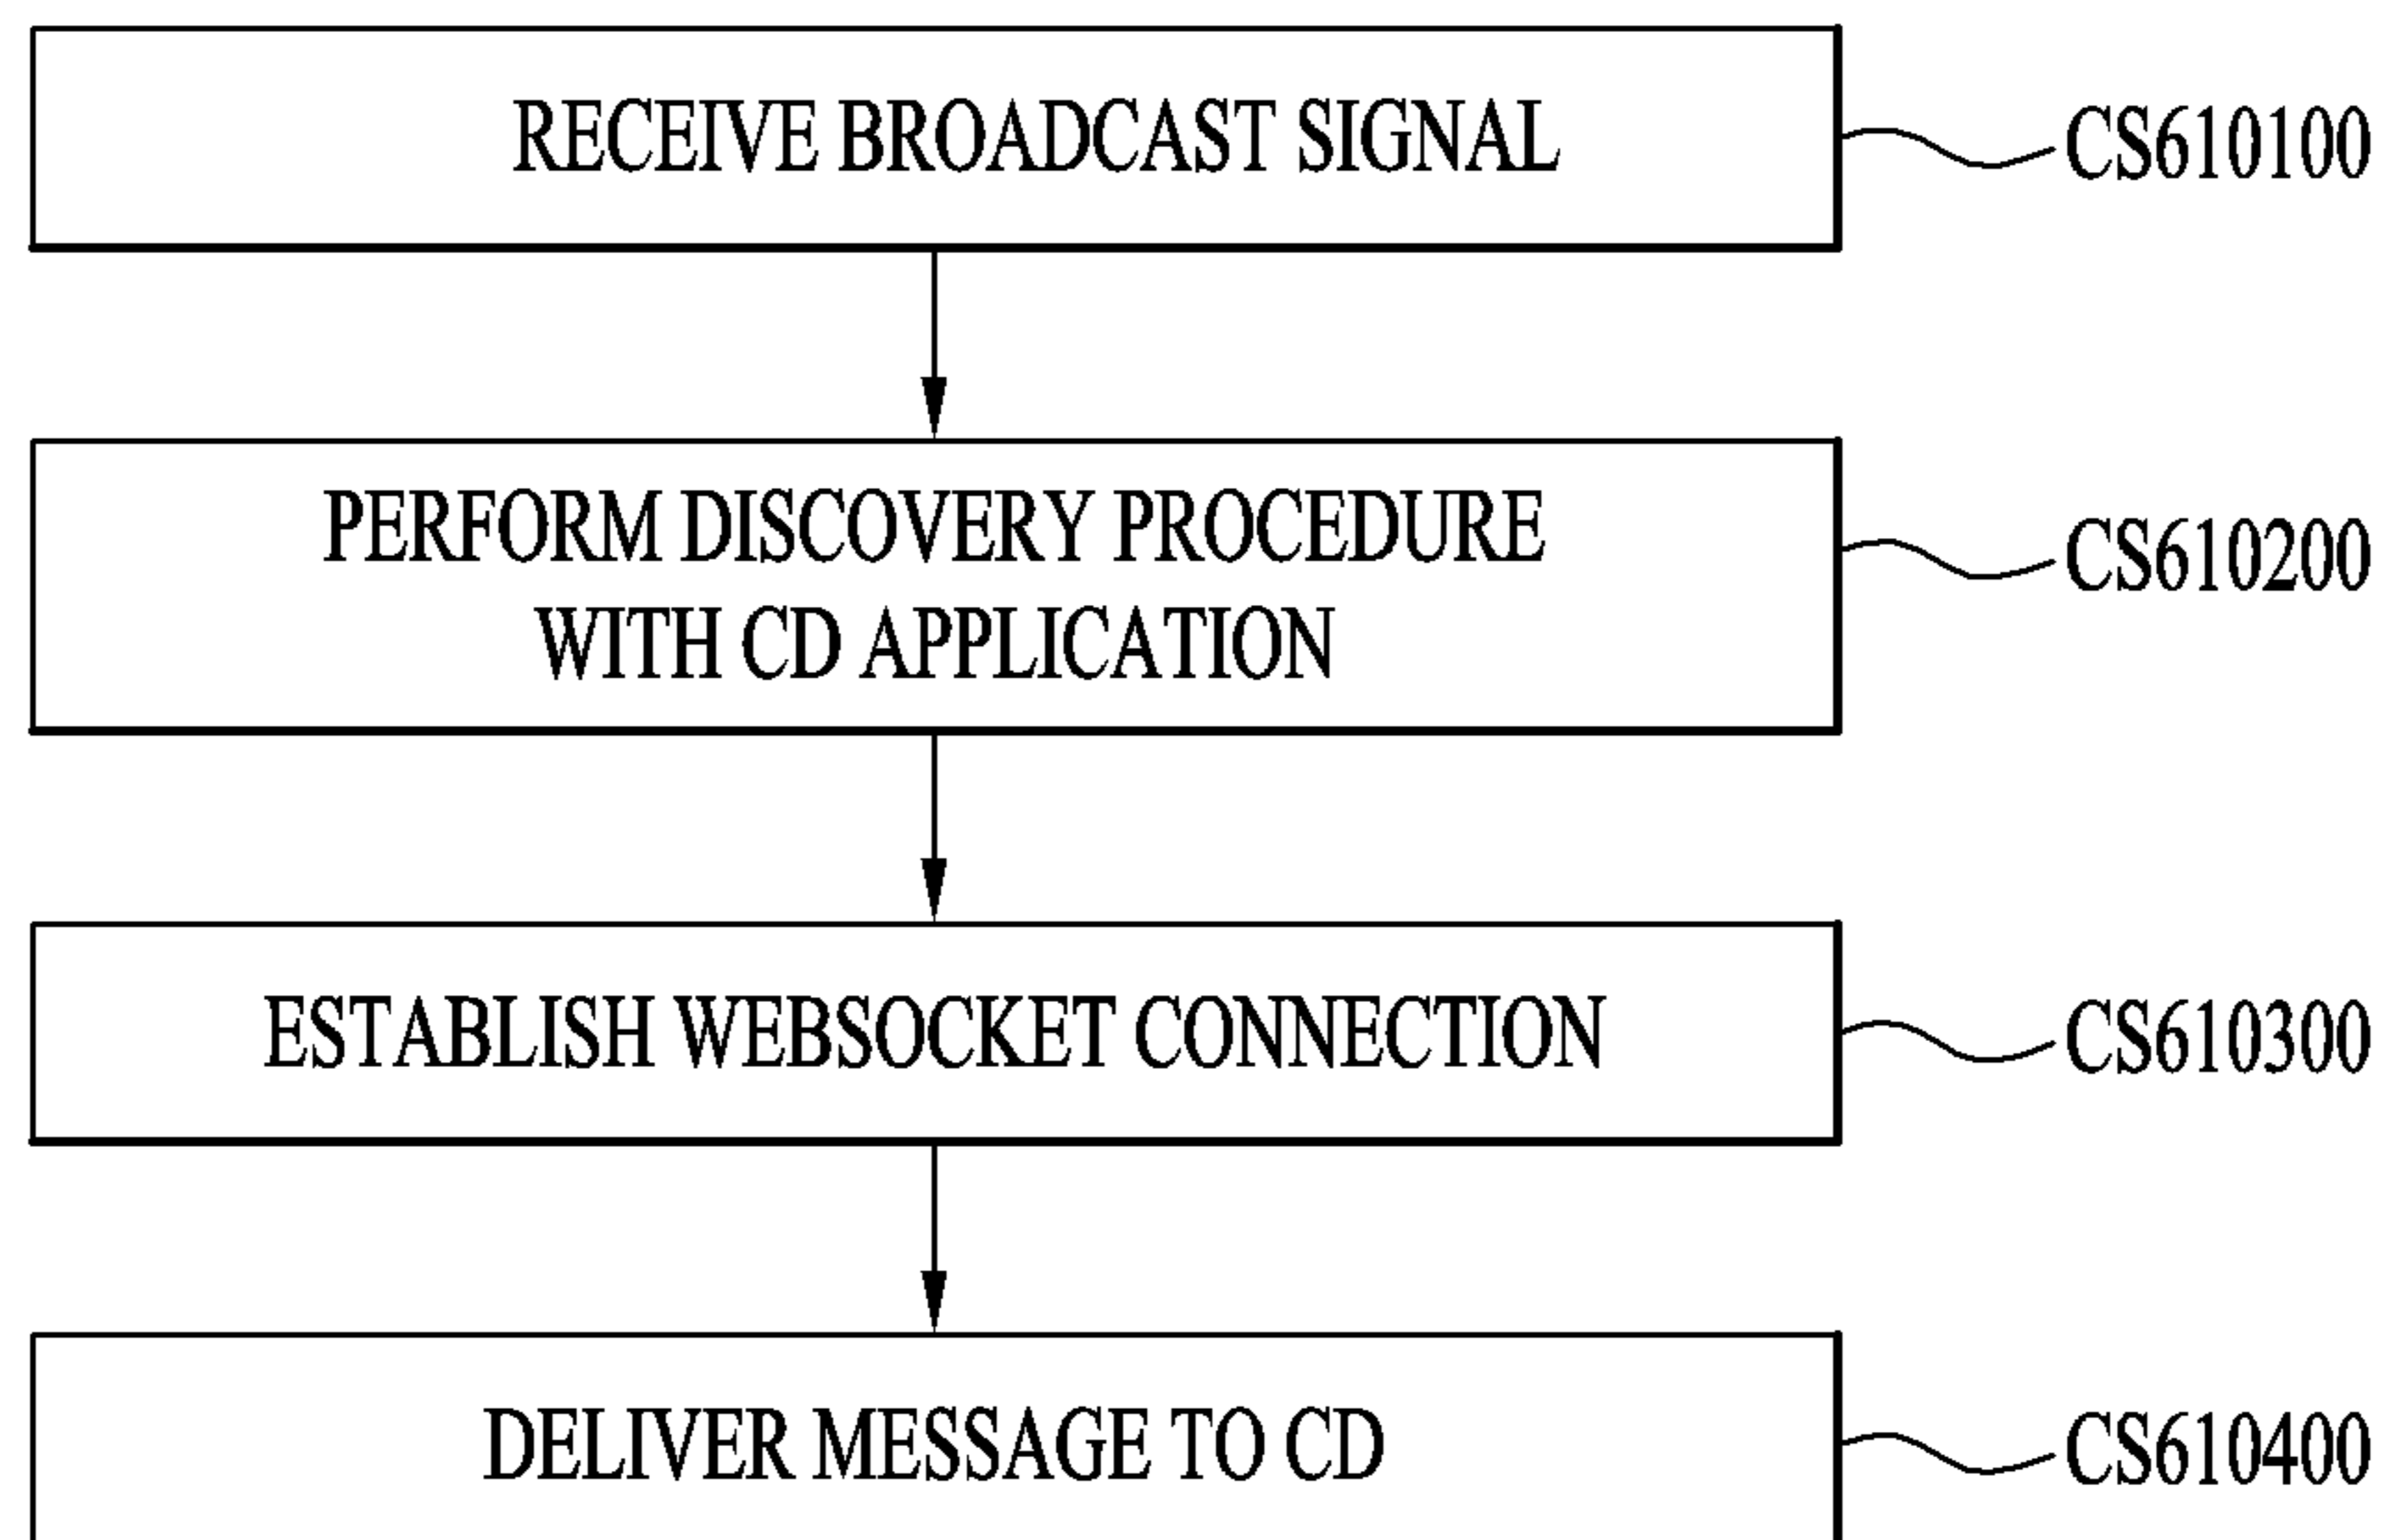 RECEIVE BROADCAST SIGNAL
CS610100
PERFORM DISCOVERY PROCEDURE
WITH CD APPLICATION
CS610200
ESTABLISH WEBSOCKET CONNECTION
CS610300
DELIVER MESSAGE TO CD
CS610400